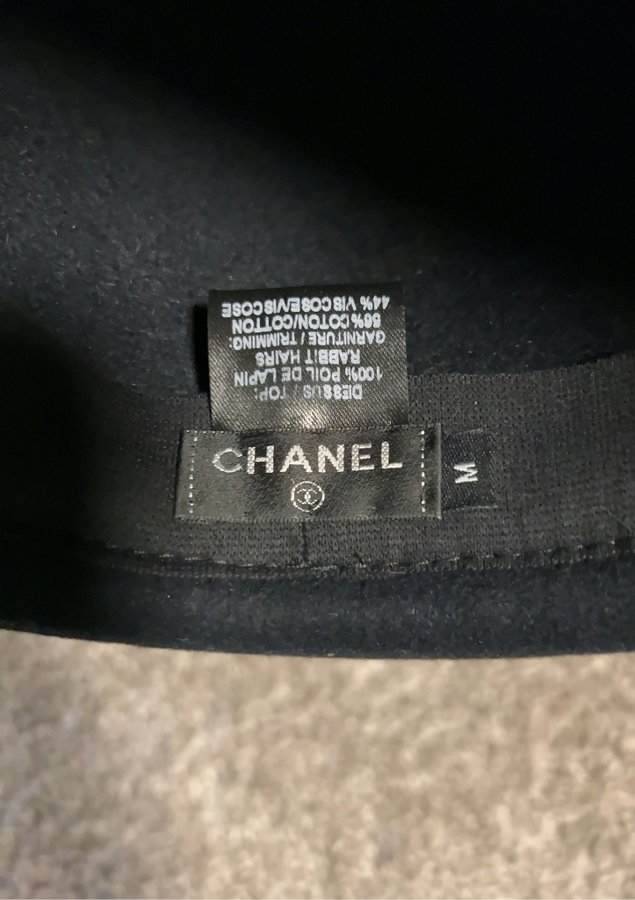 DESSUS / TOP:
100% POIL DE LAPIN
RABBIT HAIRS
GARNITURE / TRIMMING:
56% COTON/COTTON
44% VISCOSE/VISCOSE
CHANEL
M